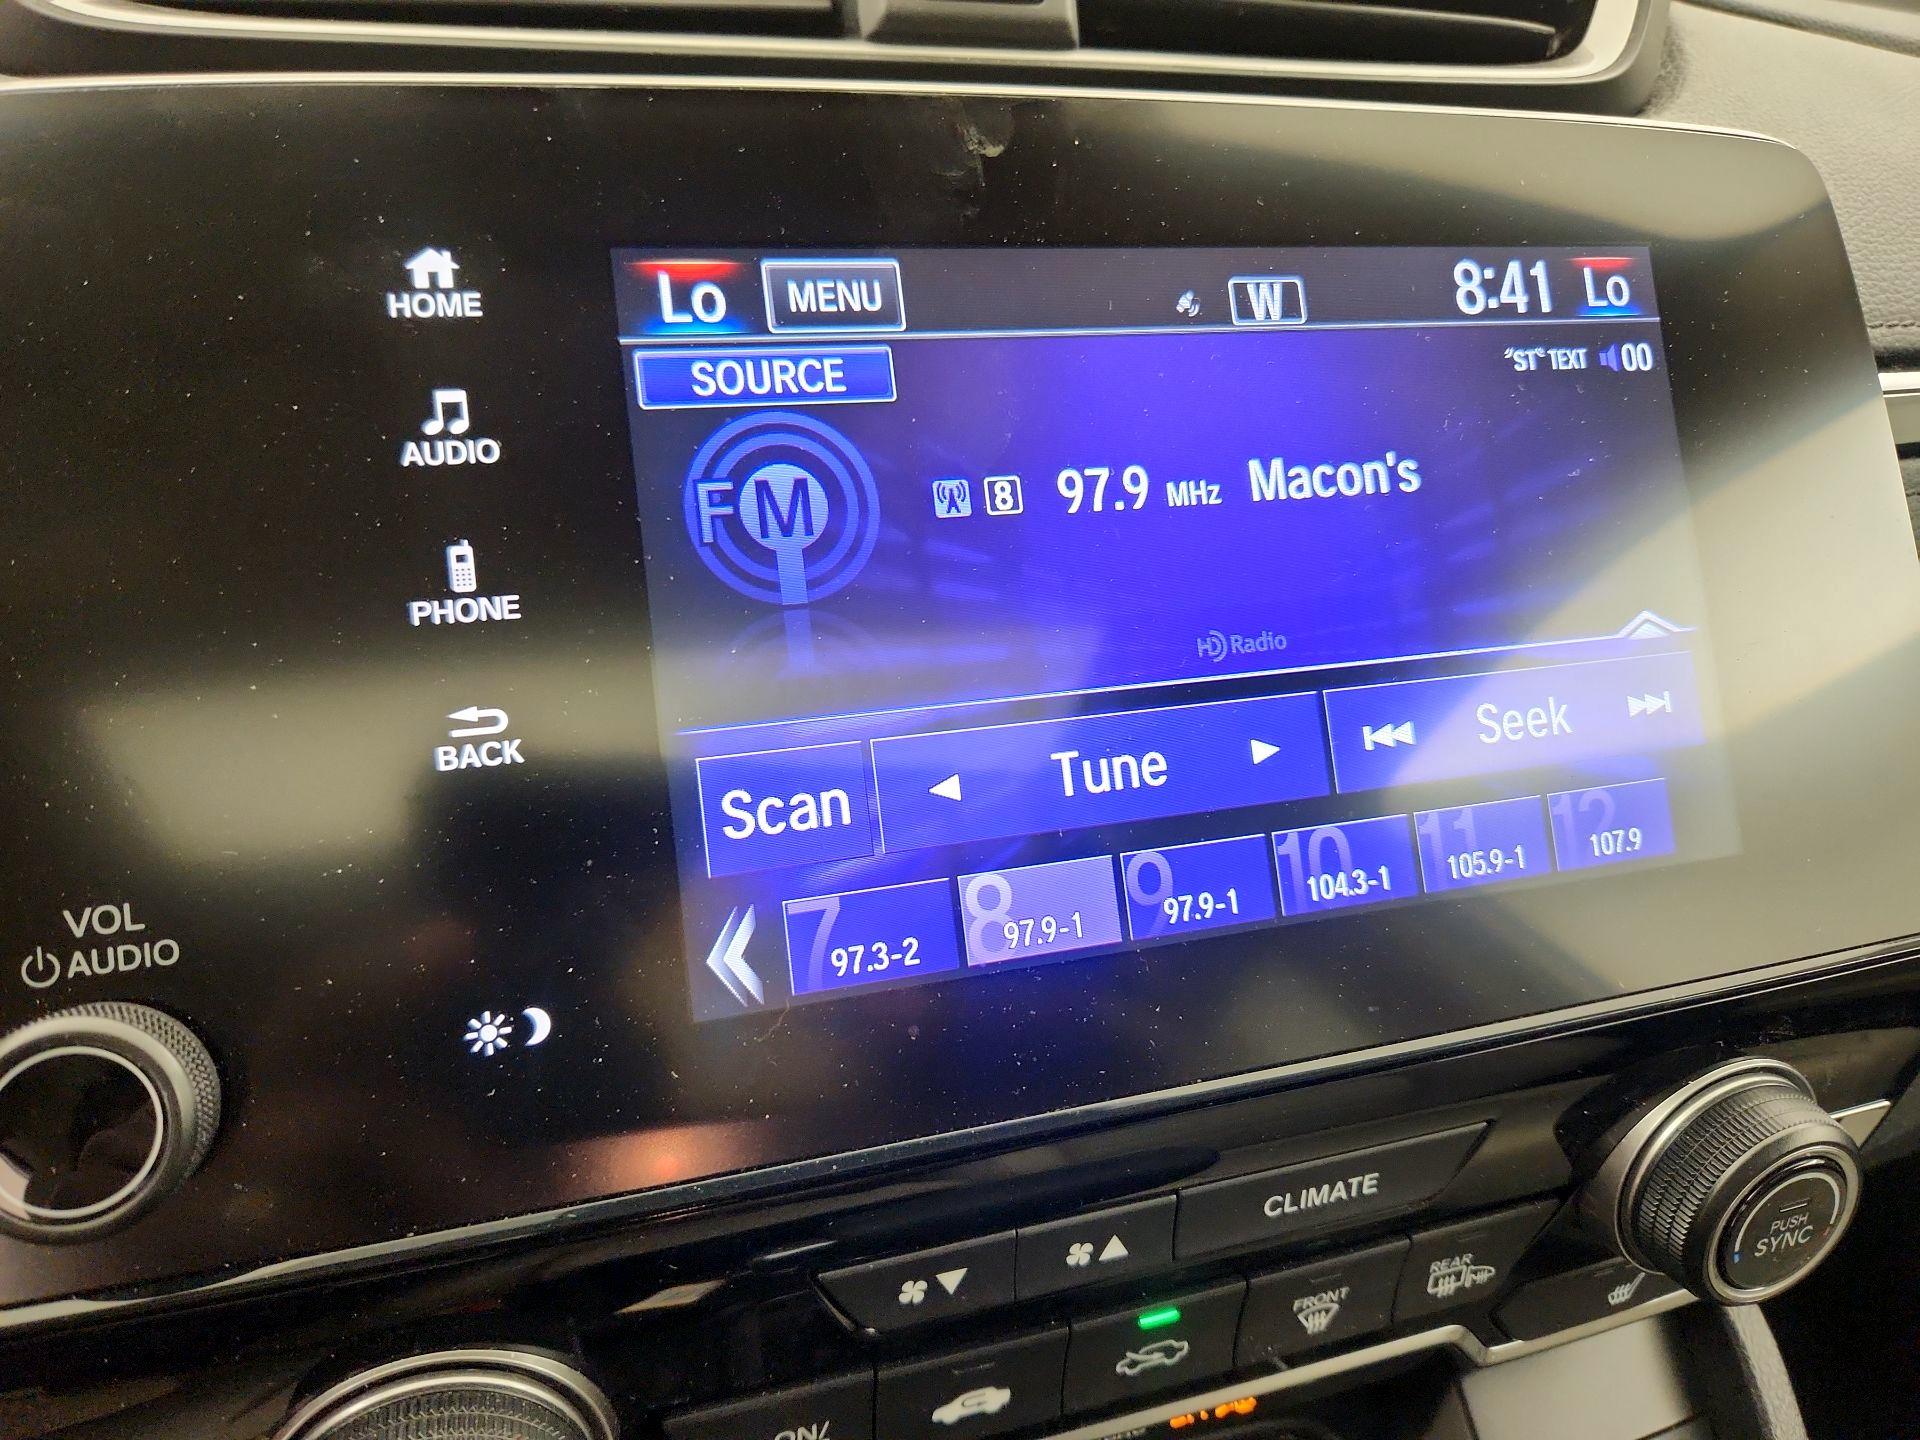 Lo MENU W 8:41 Lo
HOME
SOURCE "ST" TEXT 00
AUDIO
FM 8 97.9 MHz Macon's
PHONE
HD Radio
BACK
Scan Tune Seek
7 97.3-2 8 97.9-1 9 97.9-1 10 104.3-1 11 105.9-1 12 107.9
VOL
AUDIO
CLIMATE
PUSH
SYNC
REAR
FRONT
ON/